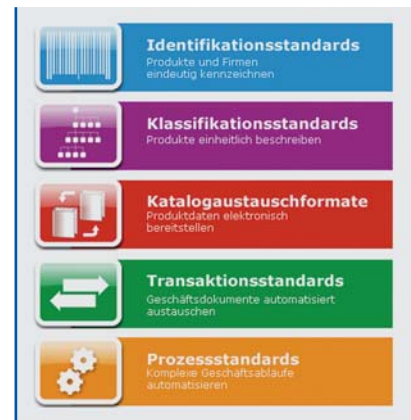 Identifikationsstandards
Produkte und Firmen
eindeutig kennzeichnen
Klassifikationsstandards
Produkte einheitlich beschreiben
Katalogaustauschformate
Produktdaten elektronisch
bereitstellen
Transaktionsstandards
Geschäftsdokumente automatisiert
austauschen
Prozessstandards
Komplexe Geschäftsabläufe
automatisieren